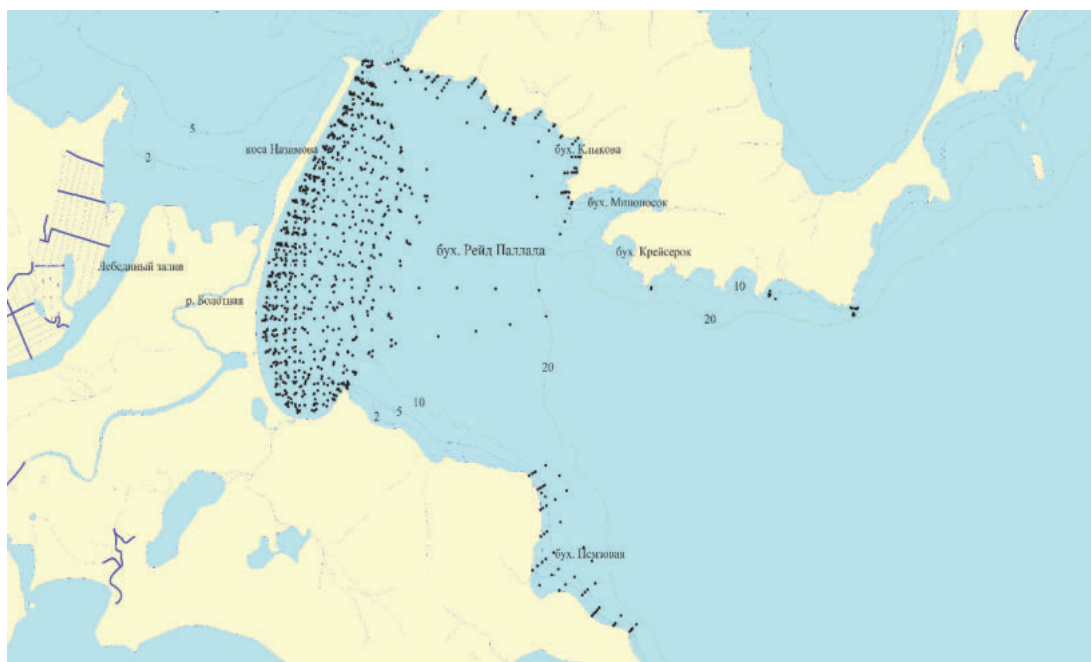 5
2
коса Назимова
бух. Клыкова
бух. Миноносок
бух. Рейд Паллада
бух. Крейсерок
Лебединый залив
р. Болотная
10
20
20
10
5
2
бух. Пемзовая